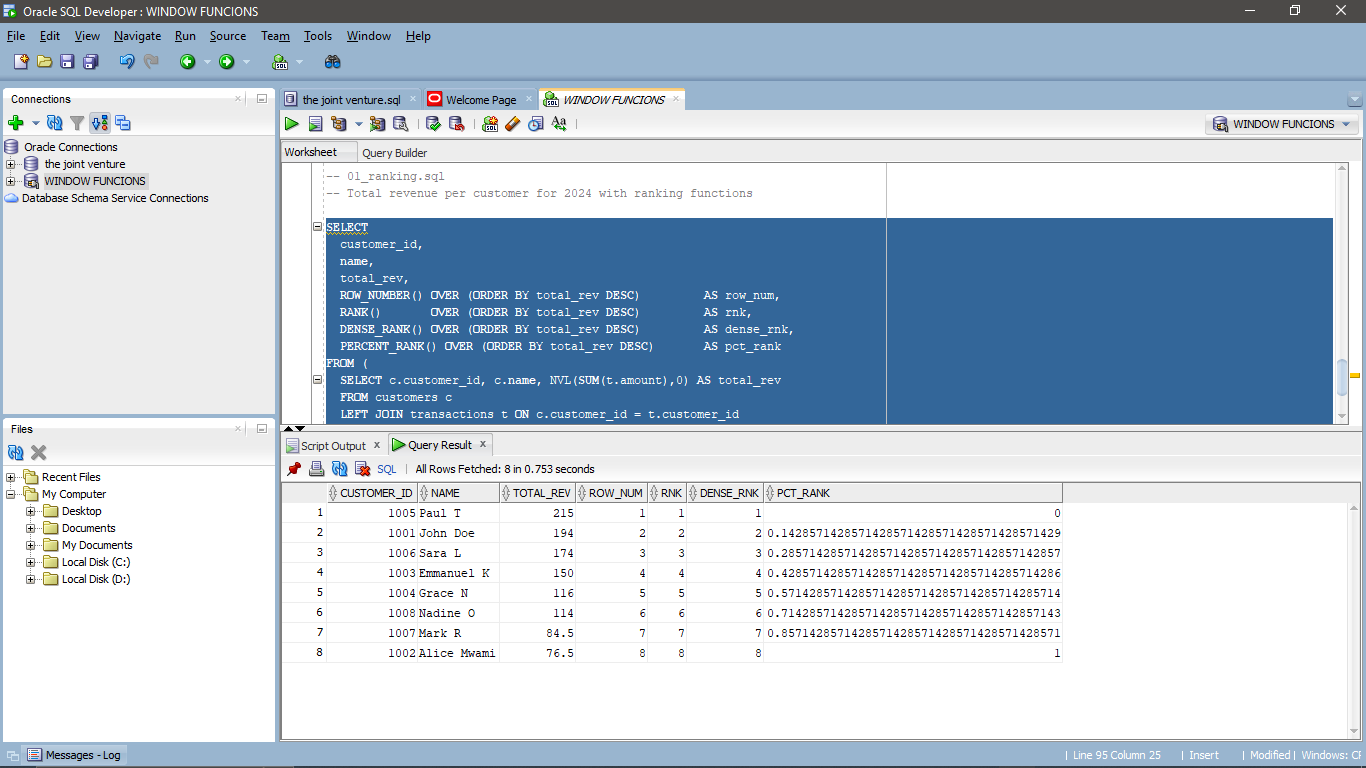 Oracle SQL Developer : WINDOW FUNCIONS
File Edit View Navigate Run Source Team Tools Window Help
Connections
Oracle Connections
the joint venture
WINDOW FUNCIONS
Database Schema Service Connections
Files
Recent Files
My Computer
Desktop
Documents
My Documents
Local Disk (C:)
Local Disk (D:)
the joint venture.sql Welcome Page WINDOW FUNCIONS
WINDOW FUNCIONS
Worksheet Query Builder
-- 01_ranking.sql
-- Total revenue per customer for 2024 with ranking functions
SELECT
customer_id,
name,
total_rev,
ROW_NUMBER() OVER (ORDER BY total_rev DESC) AS row_num,
RANK() OVER (ORDER BY total_rev DESC) AS rnk,
DENSE_RANK() OVER (ORDER BY total_rev DESC) AS dense_rnk,
PERCENT_RANK() OVER (ORDER BY total_rev DESC) AS pct_rank
FROM (
SELECT c.customer_id, c.name, NVL(SUM(t.amount),0) AS total_rev
FROM customers c
LEFT JOIN transactions t ON c.customer_id = t.customer_id
Script Output Query Result
SQL | All Rows Fetched: 8 in 0.753 seconds
CUSTOMER_ID NAME TOTAL_REV ROW_NUM RNK DENSE_RNK PCT_RANK
1 1005 Paul T 215 1 1 1 0
2 1001 John Doe 194 2 2 2 0.1428571428571428571428571428571428571429
3 1006 Sara L 174 3 3 3 0.2857142857142857142857142857142857142857
4 1003 Emmanuel K 150 4 4 4 0.4285714285714285714285714285714285714286
5 1004 Grace N 116 5 5 5 0.5714285714285714285714285714285714285714
6 1008 Nadine O 114 6 6 6 0.7142857142857142857142857142857142857143
7 1007 Mark R 84.5 7 7 7 0.8571428571428571428571428571428571428571
8 1002 Alice Mwami 76.5 8 8 8 1
Messages - Log
| Line 95 Column 25 | Insert | Modified | Windows: CF